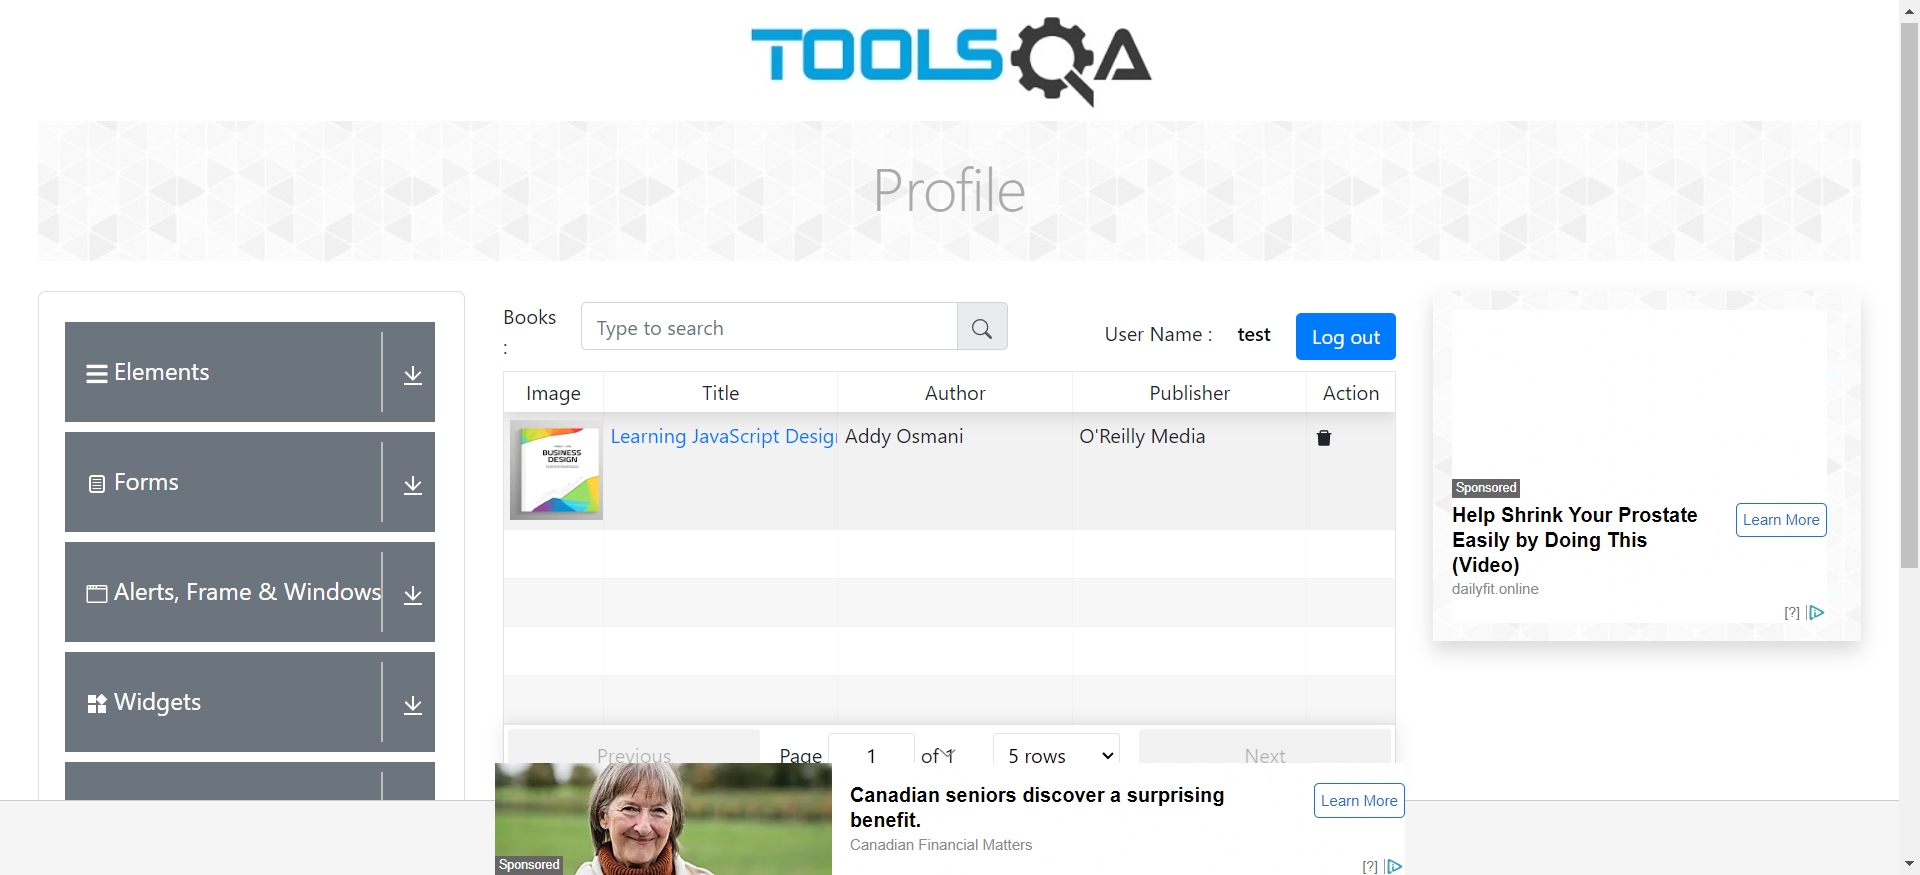 TOOLSQA
Profile
Elements
Forms
Alerts, Frame & Windows
Widgets
Books
:
Type to search
User Name :
test
Log out
Image
Title
Author
Publisher
Action
BUSINESS
DESIGN
Learning JavaScript Desig
Addy Osmani
O'Reilly Media
Previous
Page
1
of 1
5 rows
Next
Sponsored
Help Shrink Your Prostate
Easily by Doing This
(Video)
Learn More
dailyfit.online
[?]
Sponsored
Canadian seniors discover a surprising
benefit.
Canadian Financial Matters
Learn More
[?]